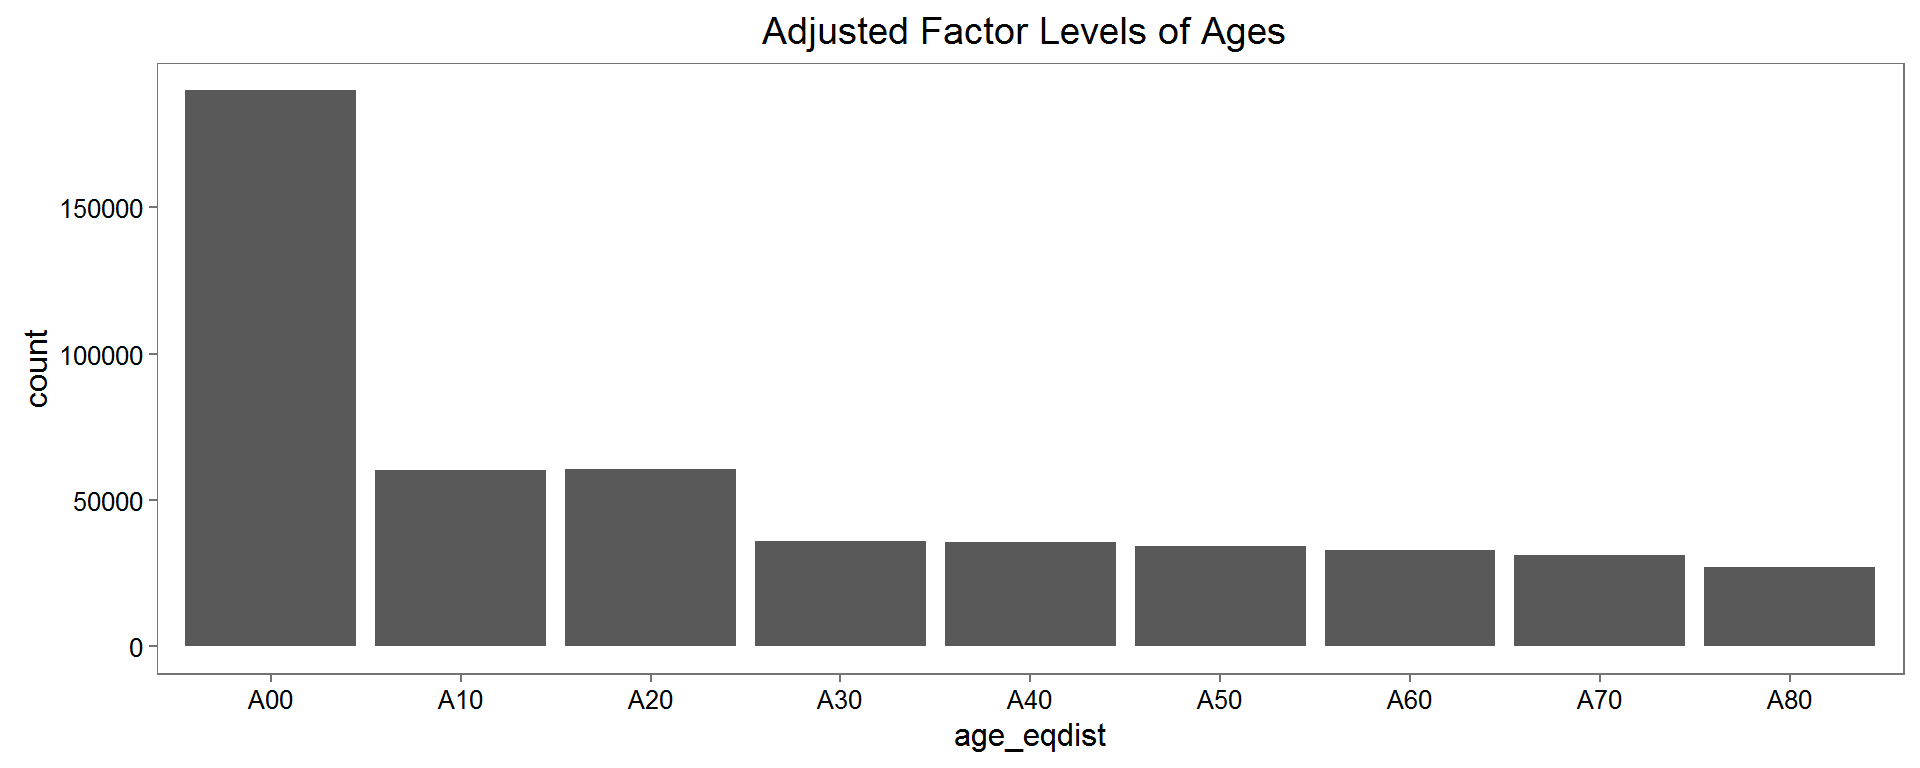 Adjusted Factor Levels of Ages
count
150000
100000
50000
0
A00 A10 A20 A30 A40 A50 A60 A70 A80
age_eqdist